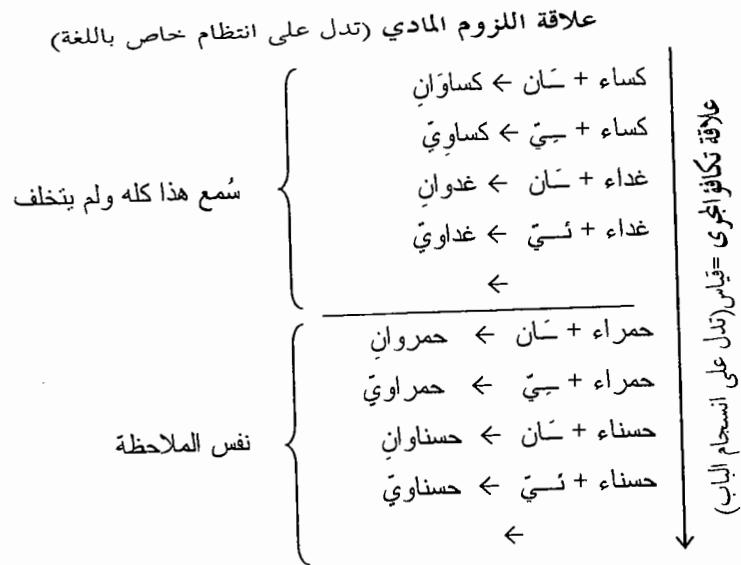 علاقة اللزوم المادي (تدل على انتظام خاص باللغة)
كساء + ـَان ← كساوَانِ
كساء + ـِيّ ← كساوِيّ
غداء + ـَان ← غدوانِ
غداء + ئـيّ ← غداويّ
←
سُمع هذا كله ولم يتخلف
حمراء + ـَان ← حمروانِ
حمراء + ـِيّ ← حمراويّ
حسناء + ـَان ← حسناوانِ
حسناء + ئـيّ ← حسناويّ
←
نفس الملاحظة
علاقة تكافؤ المجرى =قياس(تدل على انسجام الباب)